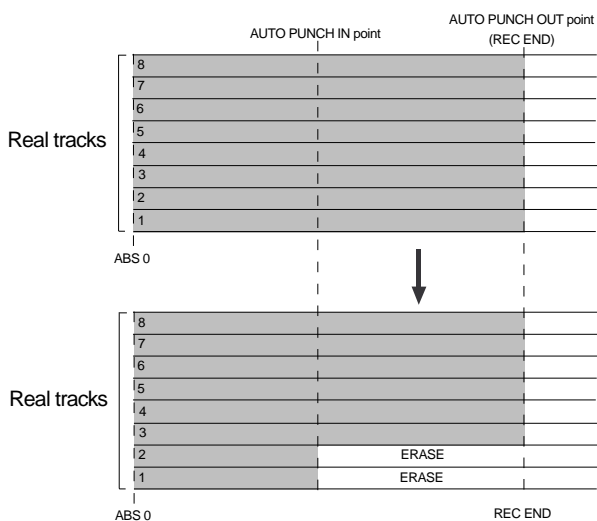 AUTO PUNCH OUT point
AUTO PUNCH IN point
(REC END)
8
7
6
5
Real tracks
4
3
2
1
ABS 0
8
7
6
5
Real tracks
4
3
2 ERASE
1 ERASE
ABS 0 REC END